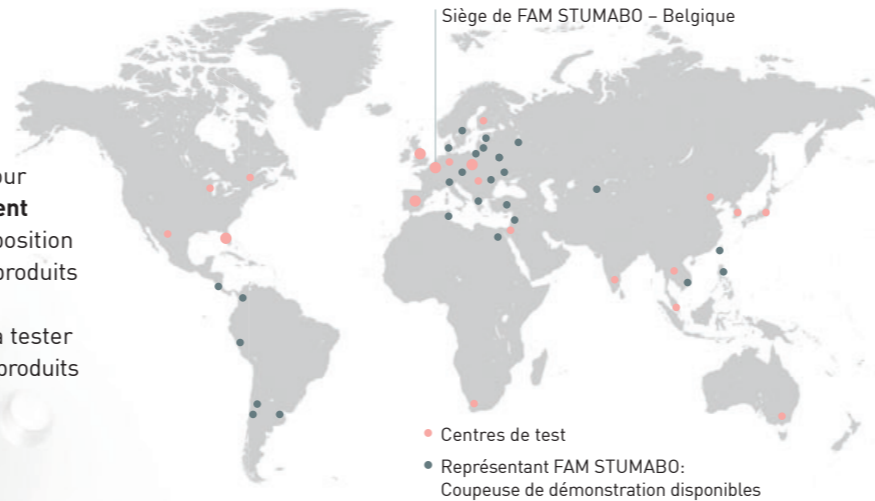 Siège de FAM STUMABO – Belgique
our
ent
position
produits
a tester
produits
Centres de test
Représentant FAM STUMABO:
Coupeuse de démonstration disponibles